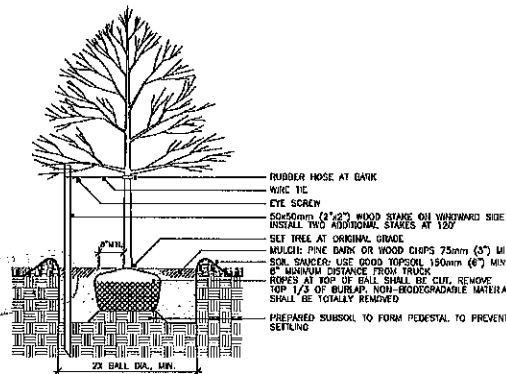 RUBBER HOSE AT BARK
WIRE TIE
EYE SCREW
50x50mm (2"x2") WOOD STAKE ON WINDWARD SIDE
INSTALL TWO ADDITIONAL STAKES AT 120°
SET TREE AT ORIGINAL GRADE
8" MIN.
MULCH: PINE BARK OR WOOD CHIPS 75mm (3") MI
SOIL SAUCER: USE GOOD TOPSOIL 150mm (6") MIN
8" MINIMUM DISTANCE FROM TRUCK
ROPES AT TOP OF BALL SHALL BE CUT, REMOVE
TOP 1/3 OF BURLAP. NON-BIODEGRADABLE MATERIA
SHALL BE TOTALLY REMOVED
PREPARED SUBSOIL TO FORM PEDESTAL TO PREVENT
SETTLING
2X BALL DIA., MIN.